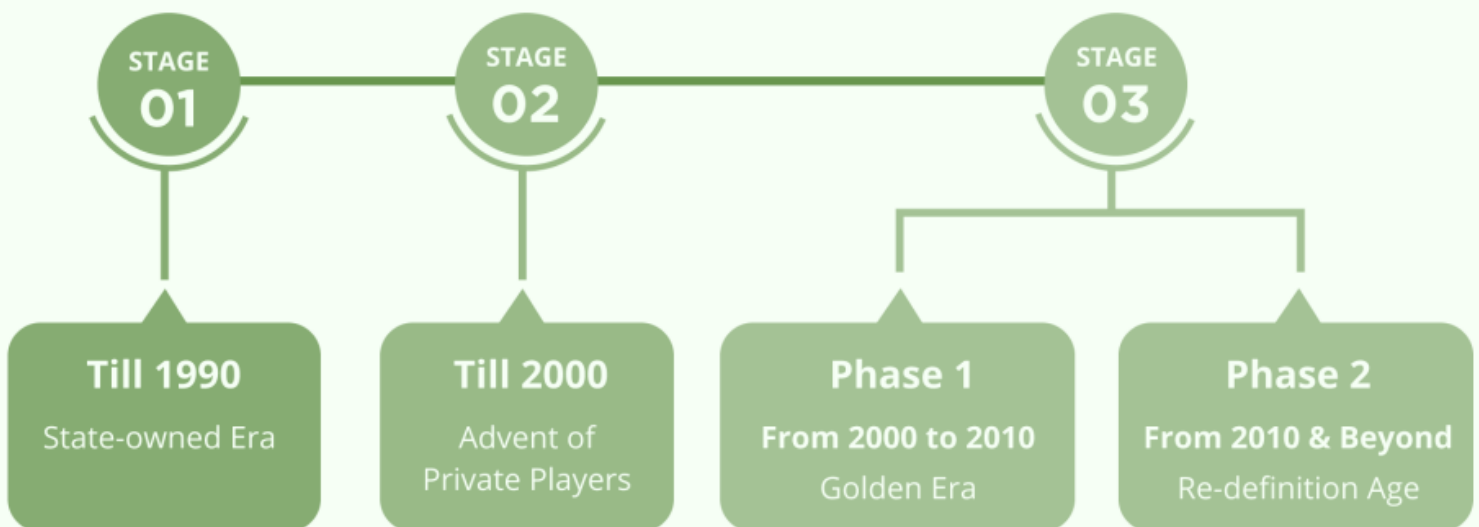 STAGE
01
STAGE
02
STAGE
03
Till 1990
State-owned Era
Till 2000
Advent of
Private Players
Phase 1
From 2000 to 2010
Golden Era
Phase 2
From 2010 & Beyond
Re-definition Age